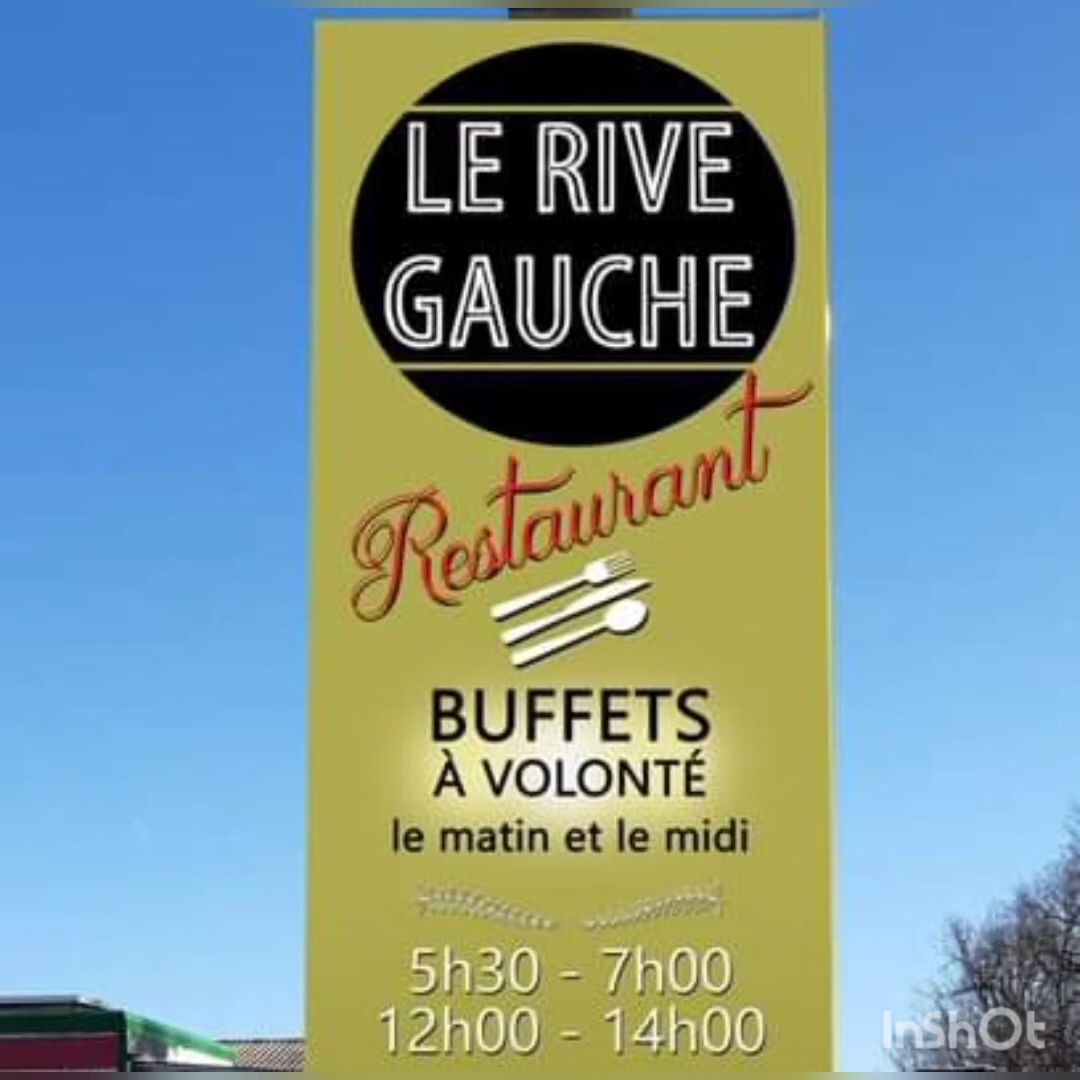 LE RIVE
GAUCHE
Restaurant
BUFFETS
À VOLONTÉ
le matin et le midi
5h30 - 7h00
12h00 - 14h00
InShOt